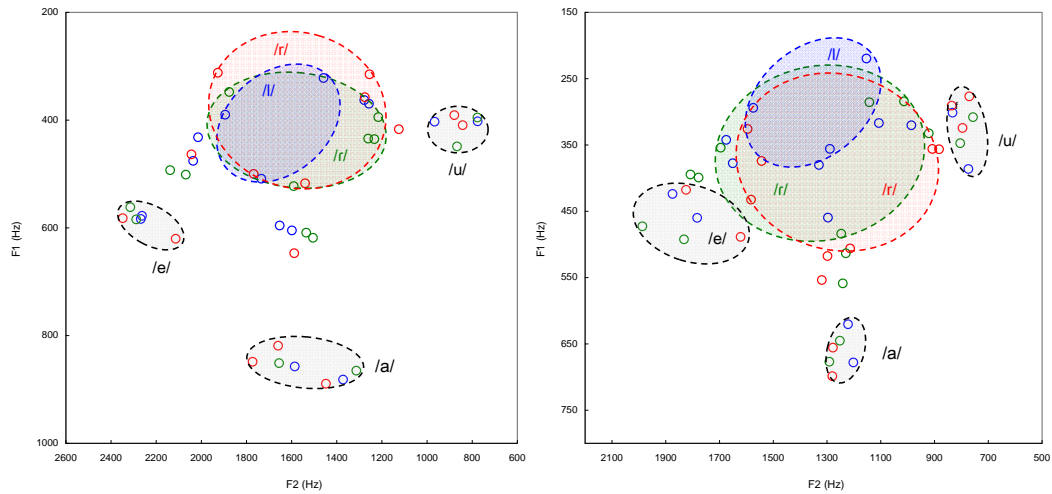 200
400
600
800
1000
F1 (Hz)
2600 2400 2200 2000 1800 1600 1400 1200 1000 800 600
F2 (Hz)
/r/
/l/
/r/
/u/
/e/
/a/
150
250
350
450
550
650
750
F1 (Hz)
2100 1900 1700 1500 1300 1100 900 700 500
F2 (Hz)
/l/
/u/
/r/
/r/
/e/
/a/